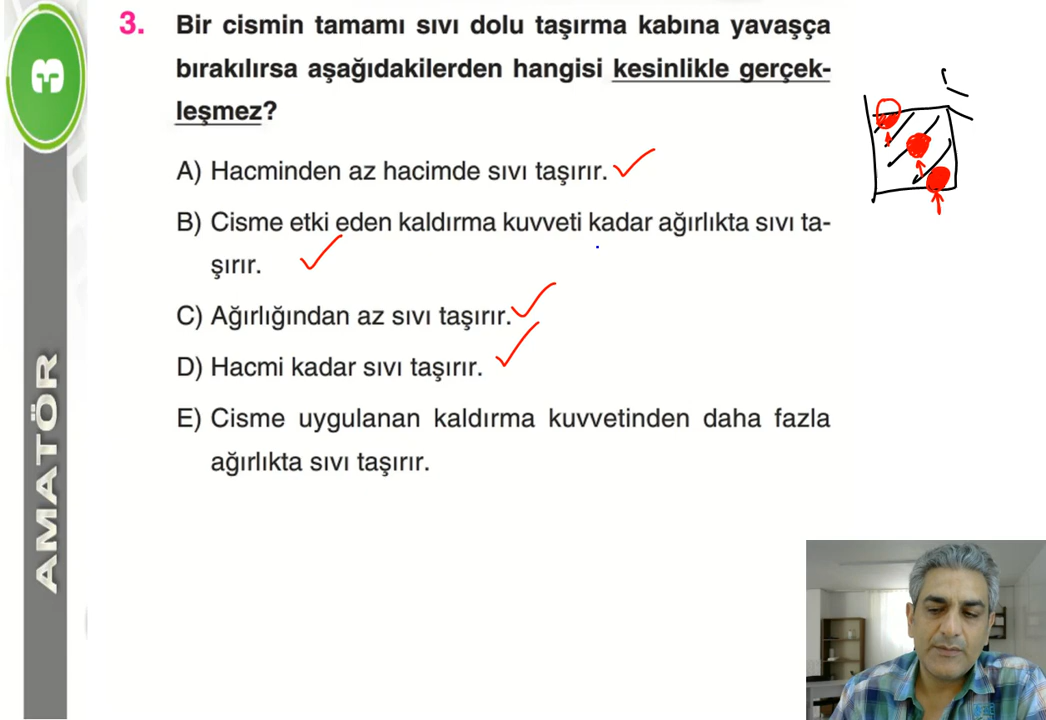 3
3. Bir cismin tamamı sıvı dolu taşırma kabına yavaşça
bırakılırsa aşağıdakilerden hangisi kesinlikle gerçek-
leşmez?
A) Hacminden az hacimde sıvı taşırır.
B) Cisme etki eden kaldırma kuvveti kadar ağırlıkta sıvı ta-
şırır.
C) Ağırlığından az sıvı taşırır.
D) Hacmi kadar sıvı taşırır.
E) Cisme uygulanan kaldırma kuvvetinden daha fazla
ağırlıkta sıvı taşırır.
AMATÖR